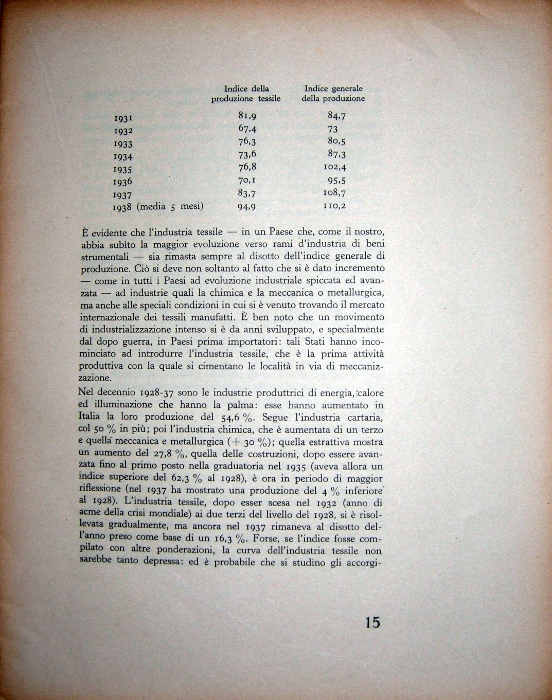 Indice della produzione tessile
Indice generale della produzione
1931 81,9 84,7
1932 67,4 73
1933 76,3 80,5
1934 73,6 87,3
1935 76,8 102,4
1936 70,1 95,5
1937 83,7 108,7
1938 (media 5 mesi) 94,9 110,2
È evidente che l'industria tessile — in un Paese che, come il nostro,
abbia subito la maggior evoluzione verso rami d'industria di beni
strumentali — sia rimasta sempre al disotto dell'indice generale di
produzione. Ciò si deve non soltanto al fatto che si è dato incremento
— come in tutti i Paesi ad evoluzione industriale spiccata ed avan-
zata — ad industrie quali la chimica e la meccanica o metallurgica,
ma anche alle speciali condizioni in cui si è venuto trovando il mercato
internazionale dei tessili manufatti. È ben noto che un movimento
di industrializzazione intenso si è da anni sviluppato, e specialmente
dal dopo guerra, in Paesi prima importatori: tali Stati hanno inco-
minciato ad introdurre l'industria tessile, che è la prima attività
produttiva con la quale si cimentano le località in via di meccaniz-
zazione.
Nel decennio 1928-37 sono le industrie produttrici di energia, calore
ed illuminazione che hanno la palma: esse hanno aumentato in
Italia la loro produzione del 54,6 %. Segue l'industria cartaria,
col 50 % in più; poi l'industria chimica, che è aumentata di un terzo
e quella meccanica e metallurgica (+ 30 %); quella estrattiva mostra
un aumento del 27,8 %, quella delle costruzioni, dopo essere avan-
zata fino al primo posto nella graduatoria nel 1935 (aveva allora un
indice superiore del 62,3 % al 1928), è ora in periodo di maggior
riflessione (nel 1937 ha mostrato una produzione del 4 % inferiore
al 1928). L'industria tessile, dopo esser scesa nel 1932 (anno di
acme della crisi mondiale) ai due terzi del livello del 1928, si è risol-
levata gradualmente, ma ancora nel 1937 rimaneva al disotto del-
l'anno preso come base di un 16,3 %. Forse, se l'indice fosse com-
pilato con altre ponderazioni, la curva dell'industria tessile non
sarebbe tanto depressa: ed è probabile che si studino gli accorgi-
15